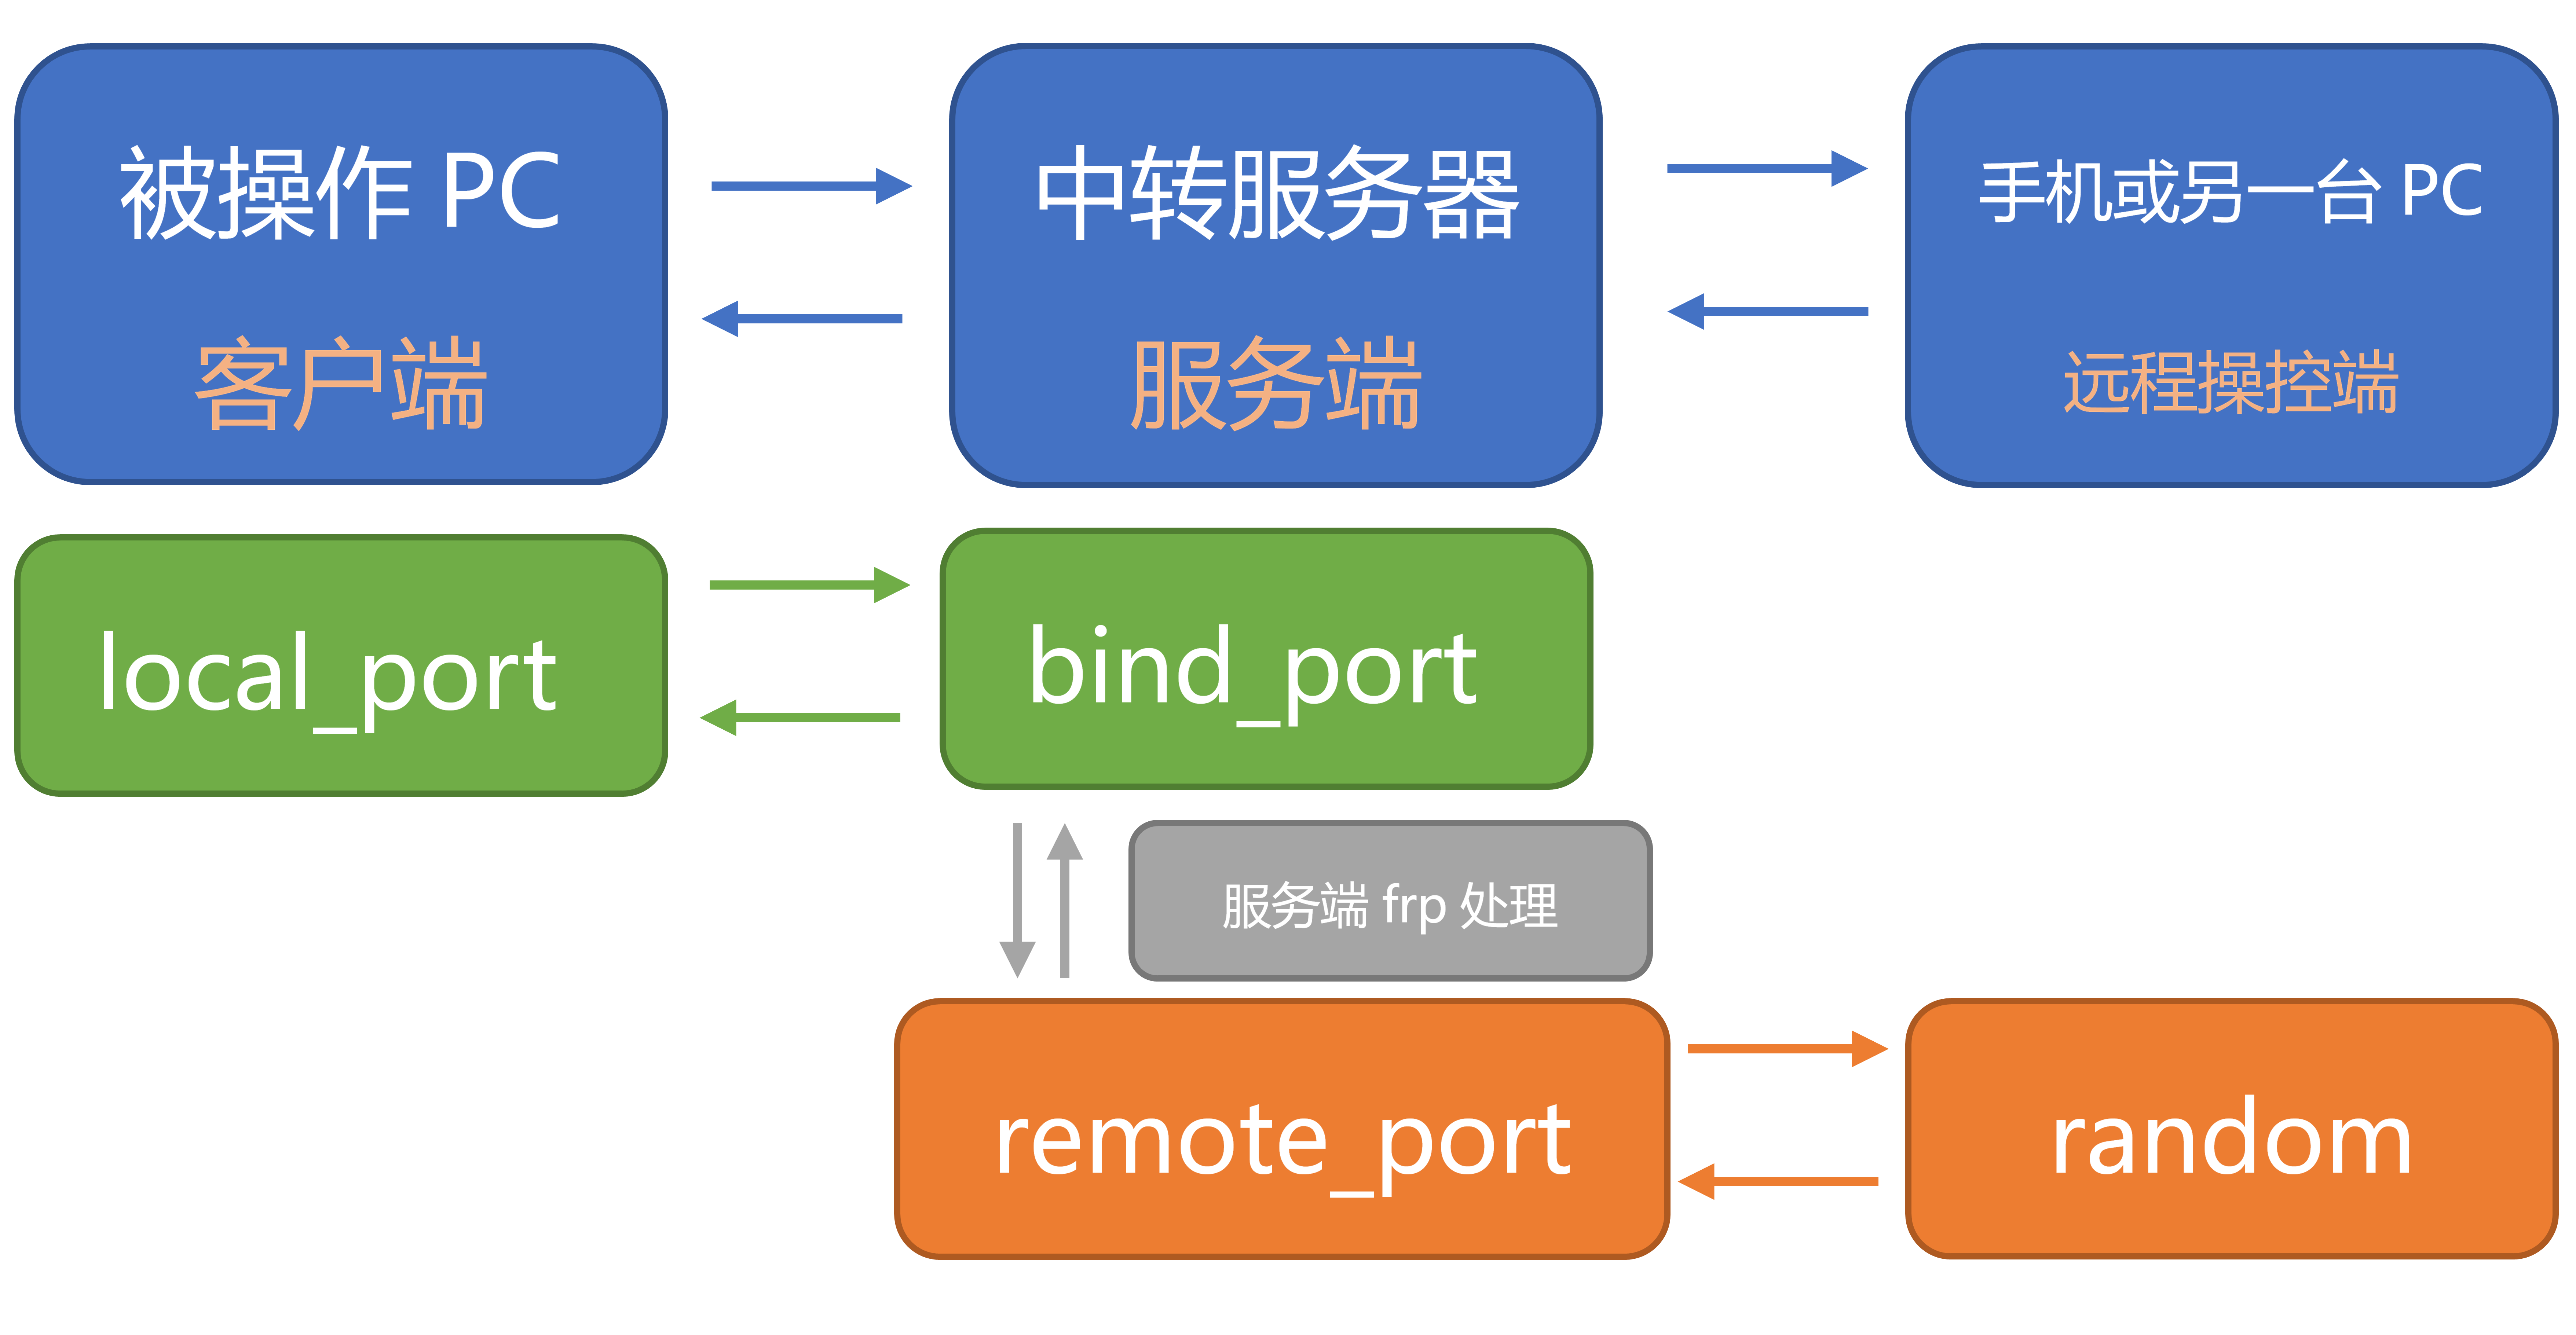 被操作 PC
客户端
中转服务器
服务端
手机或另一台 PC
远程操控端
local_port
bind_port
服务端 frp 处理
remote_port
random